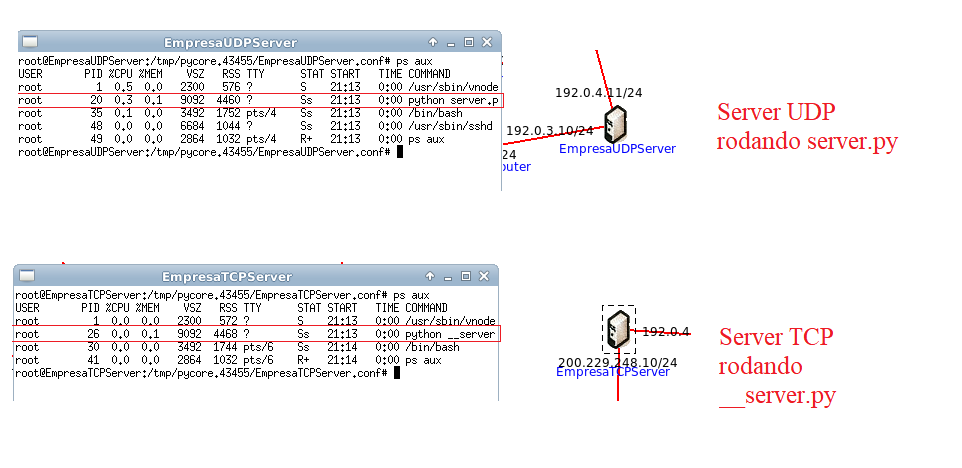 EmpresaUDPServer
root@EmpresaUDPServer:/tmp/pycore.43455/EmpresaUDPServer.conf# ps aux
USER PID %CPU %MEM VSZ RSS TTY STAT START TIME COMMAND
root 1 0.5 0.0 2300 576 ? S 21:13 0:00 /usr/sbin/vnode
root 20 0.3 0.1 9092 4460 ? Ss 21:13 0:00 python server.p
root 35 0.1 0.0 3492 1752 pts/4 Ss 21:13 0:00 /bin/bash
root 48 0.0 0.0 6684 1044 ? Ss 21:13 0:00 /usr/sbin/sshd
root 49 0.0 0.0 2864 1032 pts/4 R+ 21:13 0:00 ps aux
root@EmpresaUDPServer:/tmp/pycore.43455/EmpresaUDPServer.conf#
192.0.4.11/24
192.0.3.10/24
EmpresaUDPServer
24
outer
Server UDP
rodando server.py
EmpresaTCPServer
root@EmpresaTCPServer:/tmp/pycore.43455/EmpresaTCPServer.conf# ps aux
USER PID %CPU %MEM VSZ RSS TTY STAT START TIME COMMAND
root 1 0.0 0.0 2300 572 ? S 21:13 0:00 /usr/sbin/vnode
root 26 0.0 0.1 9092 4468 ? Ss 21:13 0:00 python __server
root 30 0.0 0.0 3492 1744 pts/6 Ss 21:14 0:00 /bin/bash
root 41 0.0 0.0 2864 1032 pts/6 R+ 21:14 0:00 ps aux
root@EmpresaTCPServer:/tmp/pycore.43455/EmpresaTCPServer.conf#
192.0.4
200.229.248.10/24
EmpresaTCPServer
Server TCP
rodando
__server.py